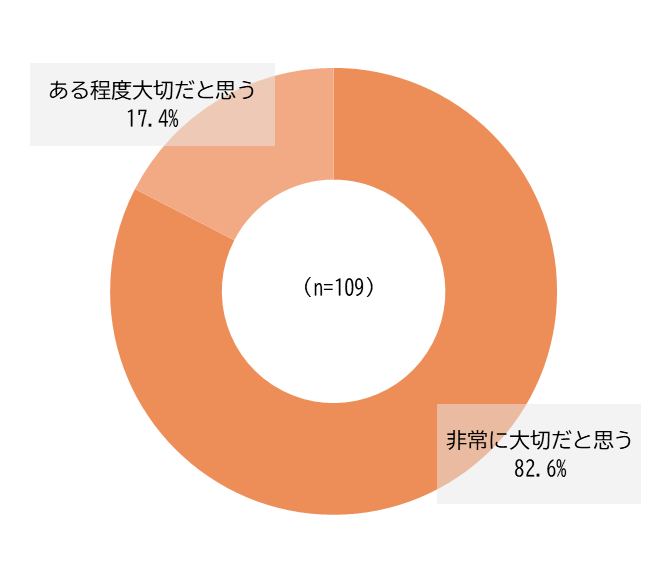 ある程度大切だと思う
17.4%
（n=109）
非常に大切だと思う
82.6%